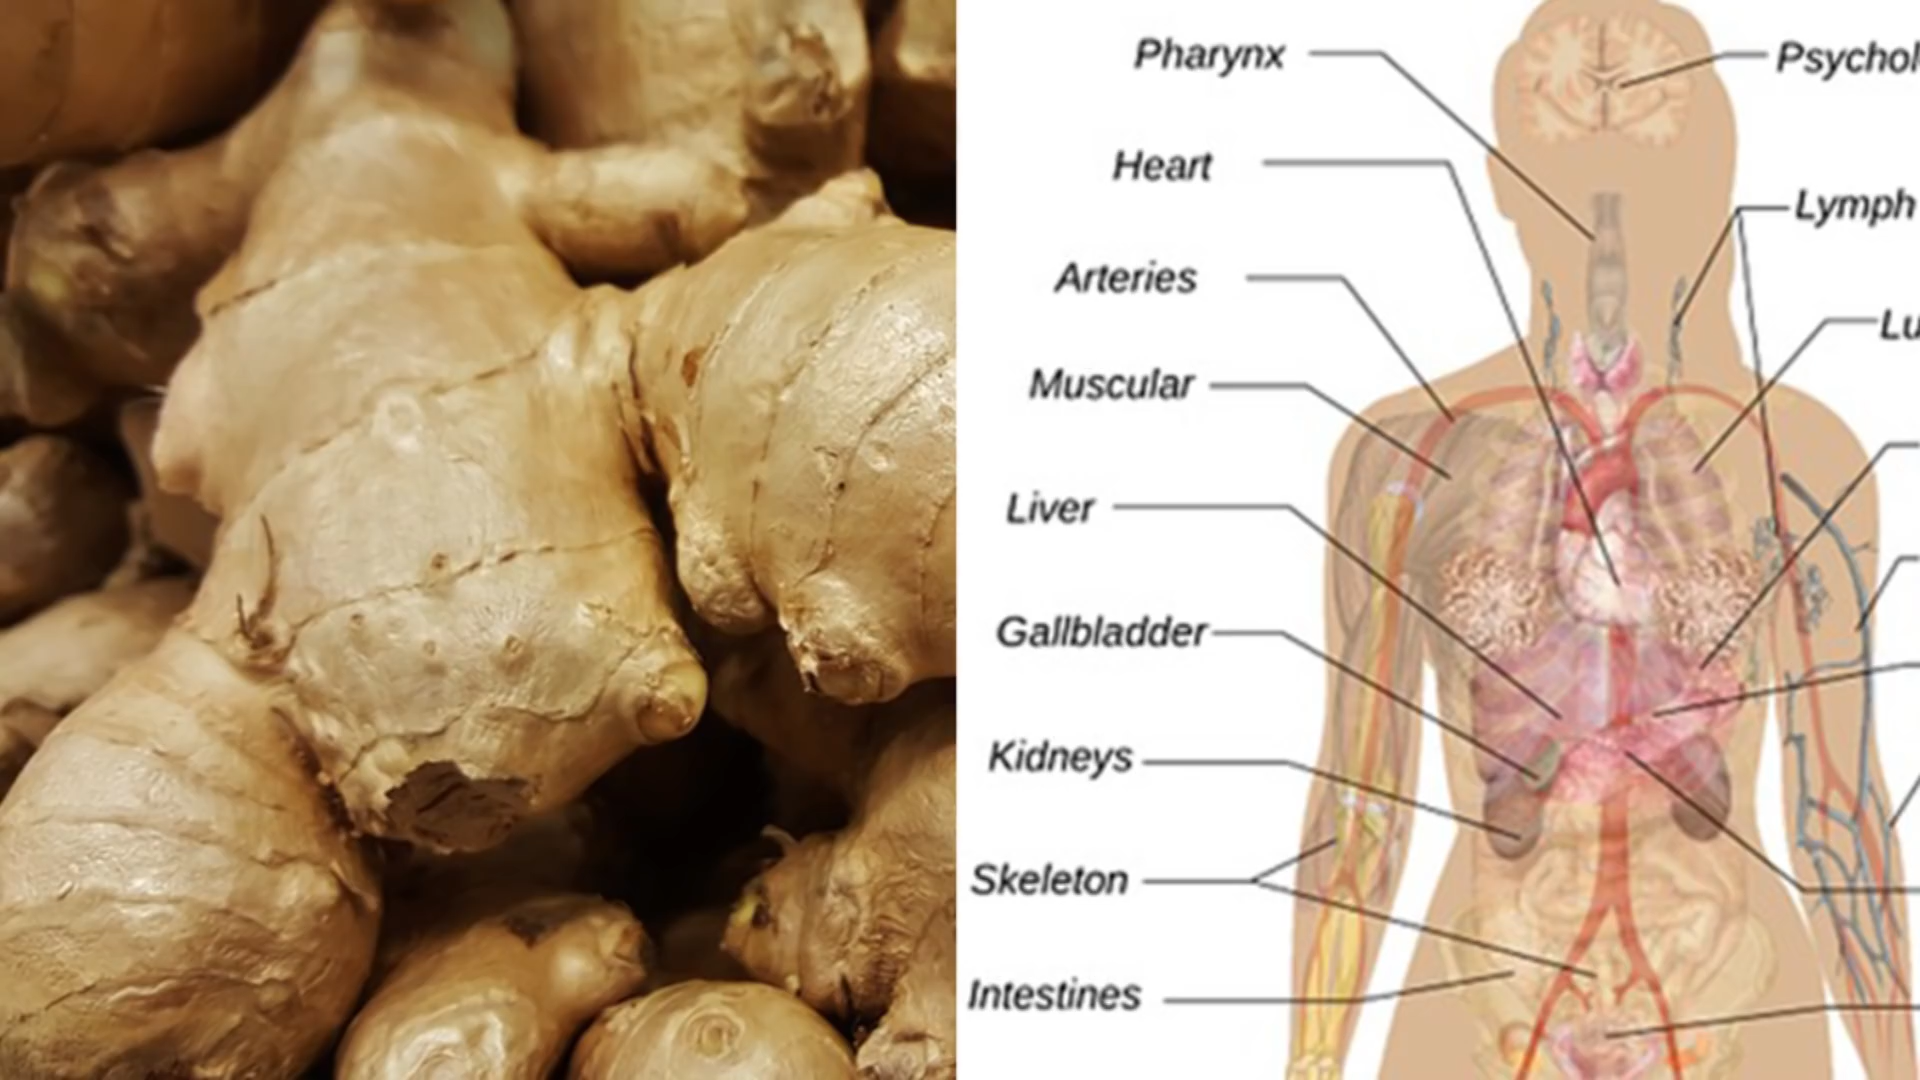 Pharynx
Heart
Arteries
Muscular
Liver
Gallbladder
Kidneys
Skeleton
Intestines
Psychol
Lymph
Lu